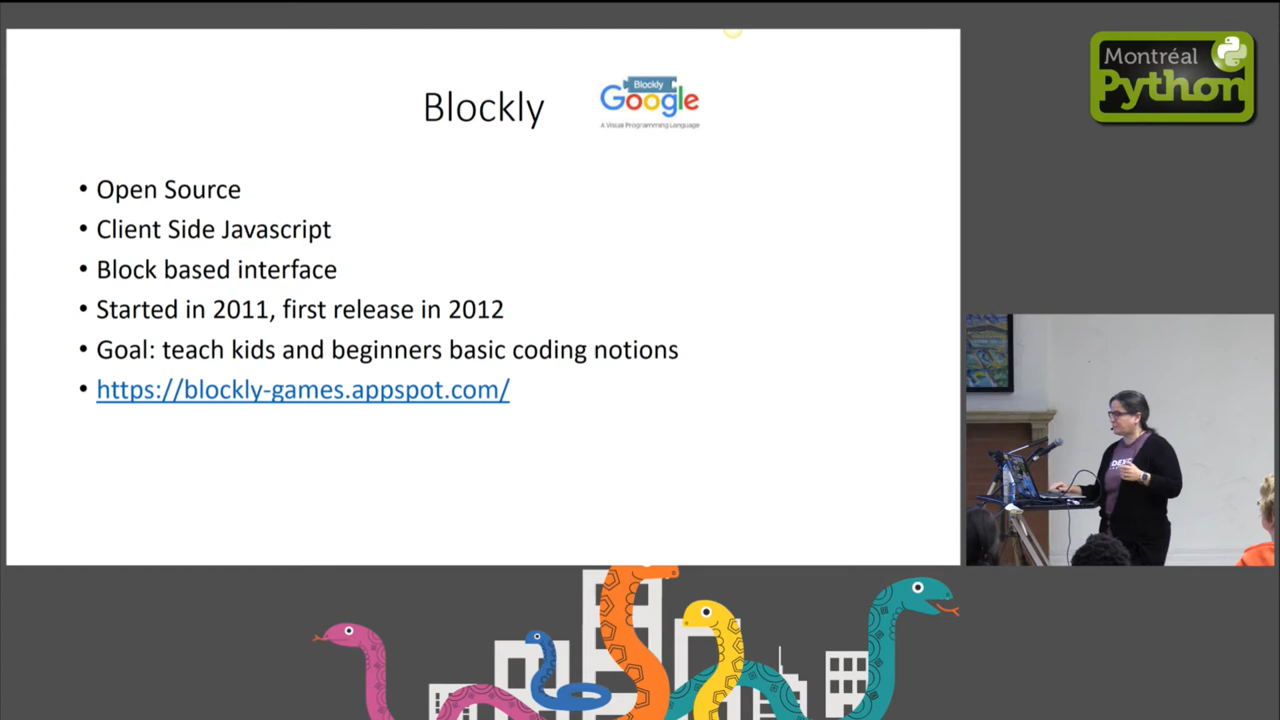 Blockly
Blockly
Google
A Visual Programming Language
• Open Source
• Client Side Javascript
• Block based interface
• Started in 2011, first release in 2012
• Goal: teach kids and beginners basic coding notions
• https://blockly-games.appspot.com/
Montréal
Python